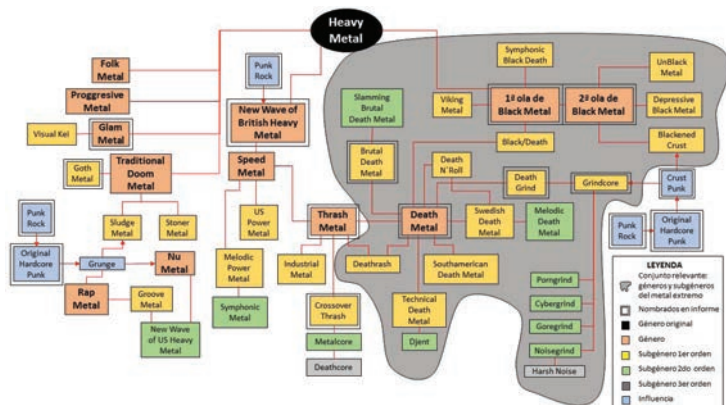 Heavy
Metal
Folk
Metal
Proggresive
Metal
Visual Kei
Glam
Metal
Goth
Metal
Traditional
Doom
Metal
Punk
Rock
Original
Hardcore
Punk
Sludge
Metal
Stoner
Metal
Grunge
Nu
Metal
Rap
Metal
Groove
Metal
New Wave
of US Heavy
Metal
Punk
Rock
New Wave of
British Heavy
Metal
Speed
Metal
US
Power
Metal
Melodic
Power
Metal
Symphonic
Metal
Thrash
Metal
Industrial
Metal
Deathrash
Crossover
Thrash
Metalcore
Deathcore
Slamming
Brutal
Death Metal
Brutal
Death
Metal
Death
Metal
Death
N´Roll
Swedish
Death
Metal
Southamerican
Death Metal
Technical
Death
Metal
Djent
Symphonic
Black Death
Viking
Metal
1ª ola de
Black Metal
2ª ola de
Black Metal
Black/Death
UnBlack
Metal
Depressive
Black Metal
Blackened
Crust
Death
Grind
Grindcore
Crust
Punk
Melodic
Death
Metal
Punk
Rock
Original
Hardcore
Punk
Porngrind
Cybergrind
Goregrind
Noisegrind
Harsh Noise
LEYENDA
Conjunto relevante:
géneros y subgéneros
del metal extremo
Nombrados en informe
Género original
Género
Subgénero 1er orden
Subgénero 2do orden
Subgénero 3er orden
Influencia